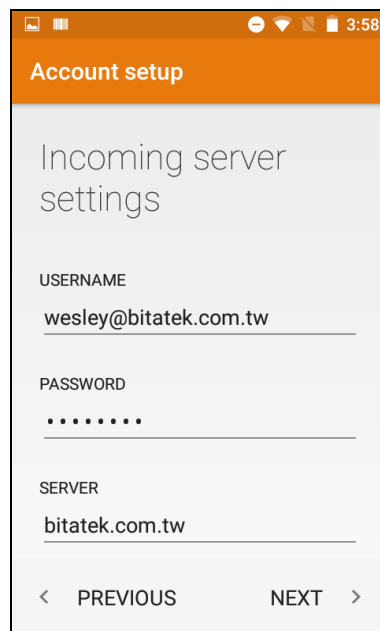 3:58
Account setup
Incoming server
settings
USERNAME
wesley@bitatek.com.tw
PASSWORD
••••••••
SERVER
bitatek.com.tw
PREVIOUS NEXT